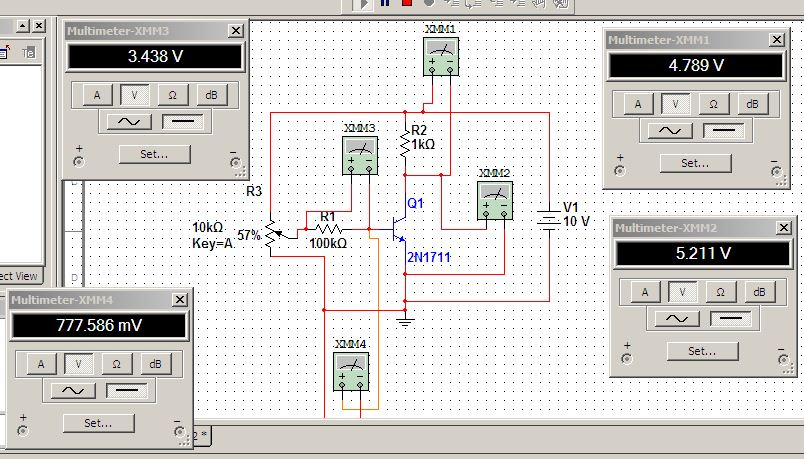 Multimeter-XMM3
3.438 V
A V Ω dB
+ -
Set...
Multimeter-XMM1
4.789 V
A V Ω dB
+ -
Set...
Multimeter-XMM2
5.211 V
A V Ω dB
+ -
Set...
Multimeter-XMM4
777.586 mV
A V Ω dB
+ -
Set...
XMM1
+ -
R2
1kΩ
XMM3
+ -
XMM2
+ -
R3
10kΩ
Key=A
57%
R1
100kΩ
Q1
2N1711
V1
10 V
XMM4
+ -
ect View
D
2 *